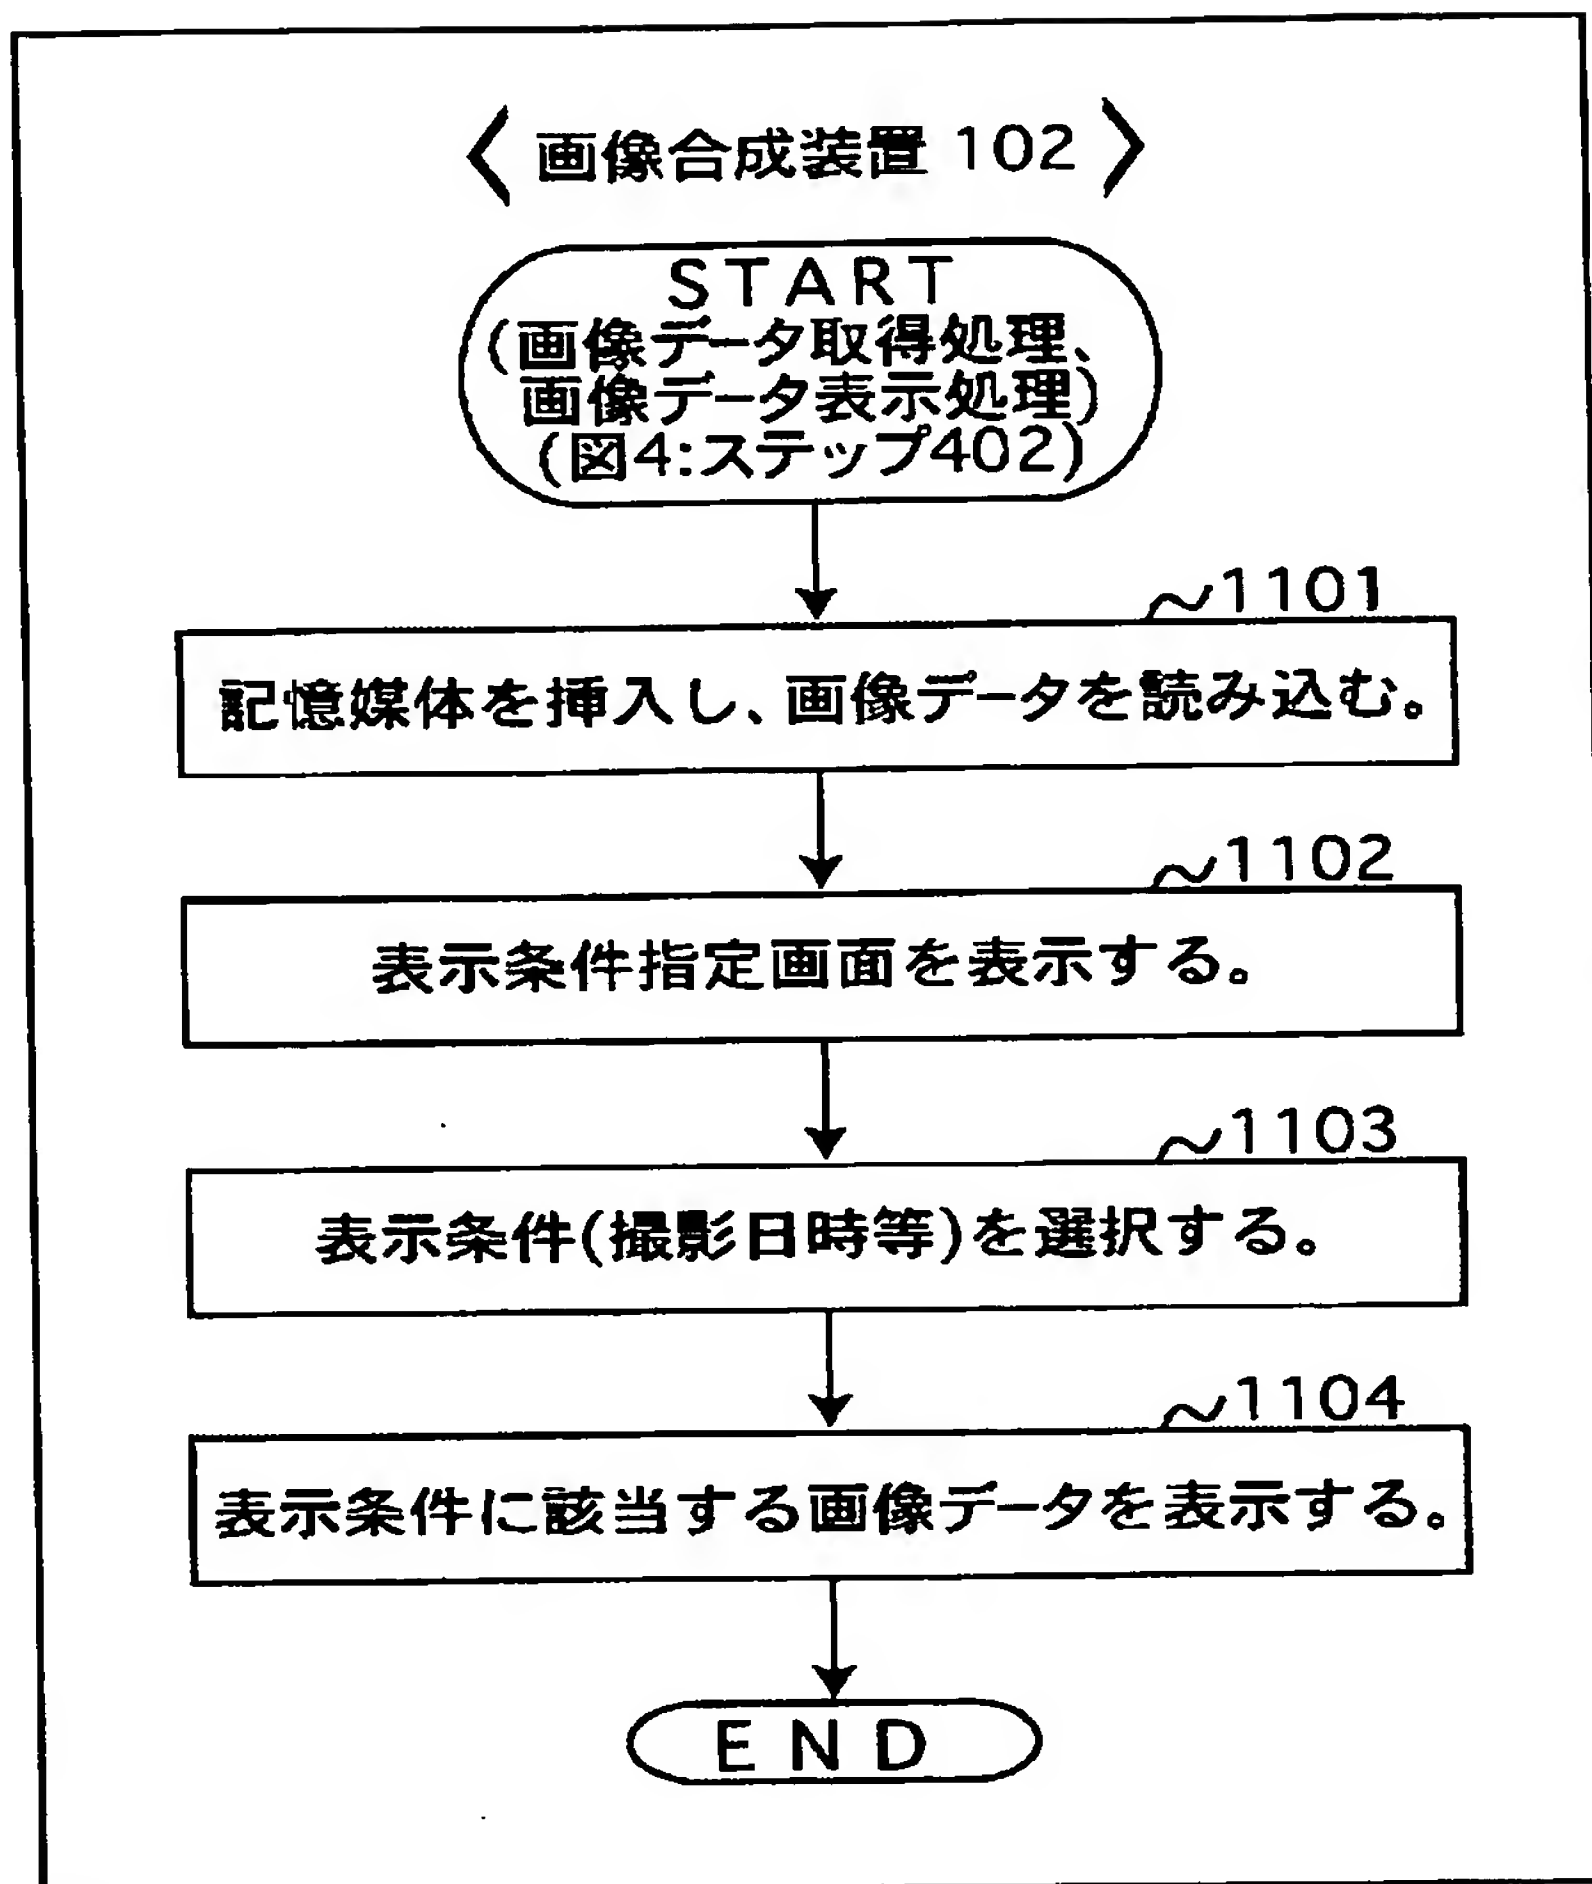 〈画像合成装置 102〉
START
(画像データ取得処理、
画像データ表示処理)
(図4:ステップ402)
1101
記憶媒体を挿入し、画像データを読み込む。
1102
表示条件指定画面を表示する。
1103
表示条件(撮影日時等)を選択する。
1104
表示条件に該当する画像データを表示する。
END